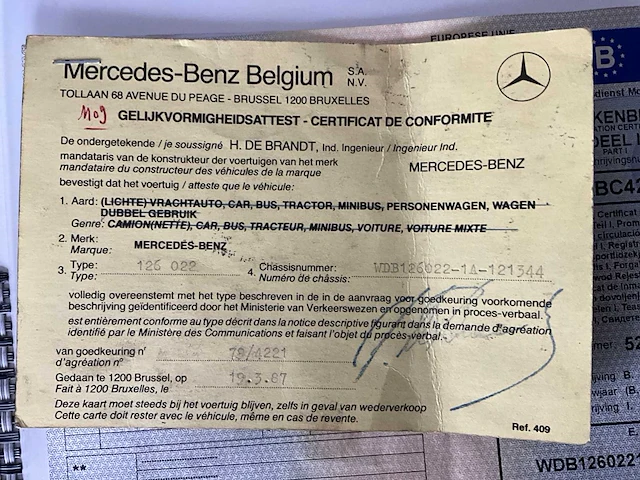 EUROPESE UNIE
Mercedes-Benz Belgium S.A. N.V.
TOLLAAN 68 AVENUE DU PEAGE - BRUSSEL 1200 BRUXELLES
GELIJKVORMIGHEIDSATTEST - CERTIFICAT DE CONFORMITE
De ondergetekende / je soussigné H. DE BRANDT, Ind. Ingenieur / Ingenieur Ind.
mandataris van de konstrukteur der voertuigen van het merk
mandataire du constructeur des véhicules de la marque MERCEDES-BENZ
bevestigt dat het voertuig / atteste que le véhicule:
1. Aard: (LICHTE) VRACHTAUTO, CAR, BUS, TRACTOR, MINIBUS, PERSONENWAGEN, WAGEN
DUBBEL GEBRUIK
Genre: CAMION(NETTE), CAR, BUS, TRACTEUR, MINIBUS, VOITURE, VOITURE MIXTE
2. Merk:
Marque: MERCEDES-BENZ
3. Type: 126 022 4. Chassisnummer: WDB126022-1A-121344
Type: Numéro de châssis:
volledig overeenstemt met het type beschreven in de in de aanvraag voor goedkeuring voorkomende
beschrijving geïdentificeerd door het Ministerie van Verkeerswezen en opgenomen in proces-verbaal.
est entièrement conforme au type décrit dans la notice descriptive figurant dans la demande d'agréation
identifié par le Ministère des Communications et faisant l'objet du procès-verbal.
van goedkeuring nr 78/4221
d'agréation no
Gedaan te 1200 Brussel, op 19.3.87
Fait à 1200 Bruxelles, le
Deze kaart moet steeds bij het voertuig blijven, zelfs in geval van wederverkoop
Cette carte doit rester avec le véhicule, même en cas de revente.
Ref. 409
B
PART I
**
WDB1260221